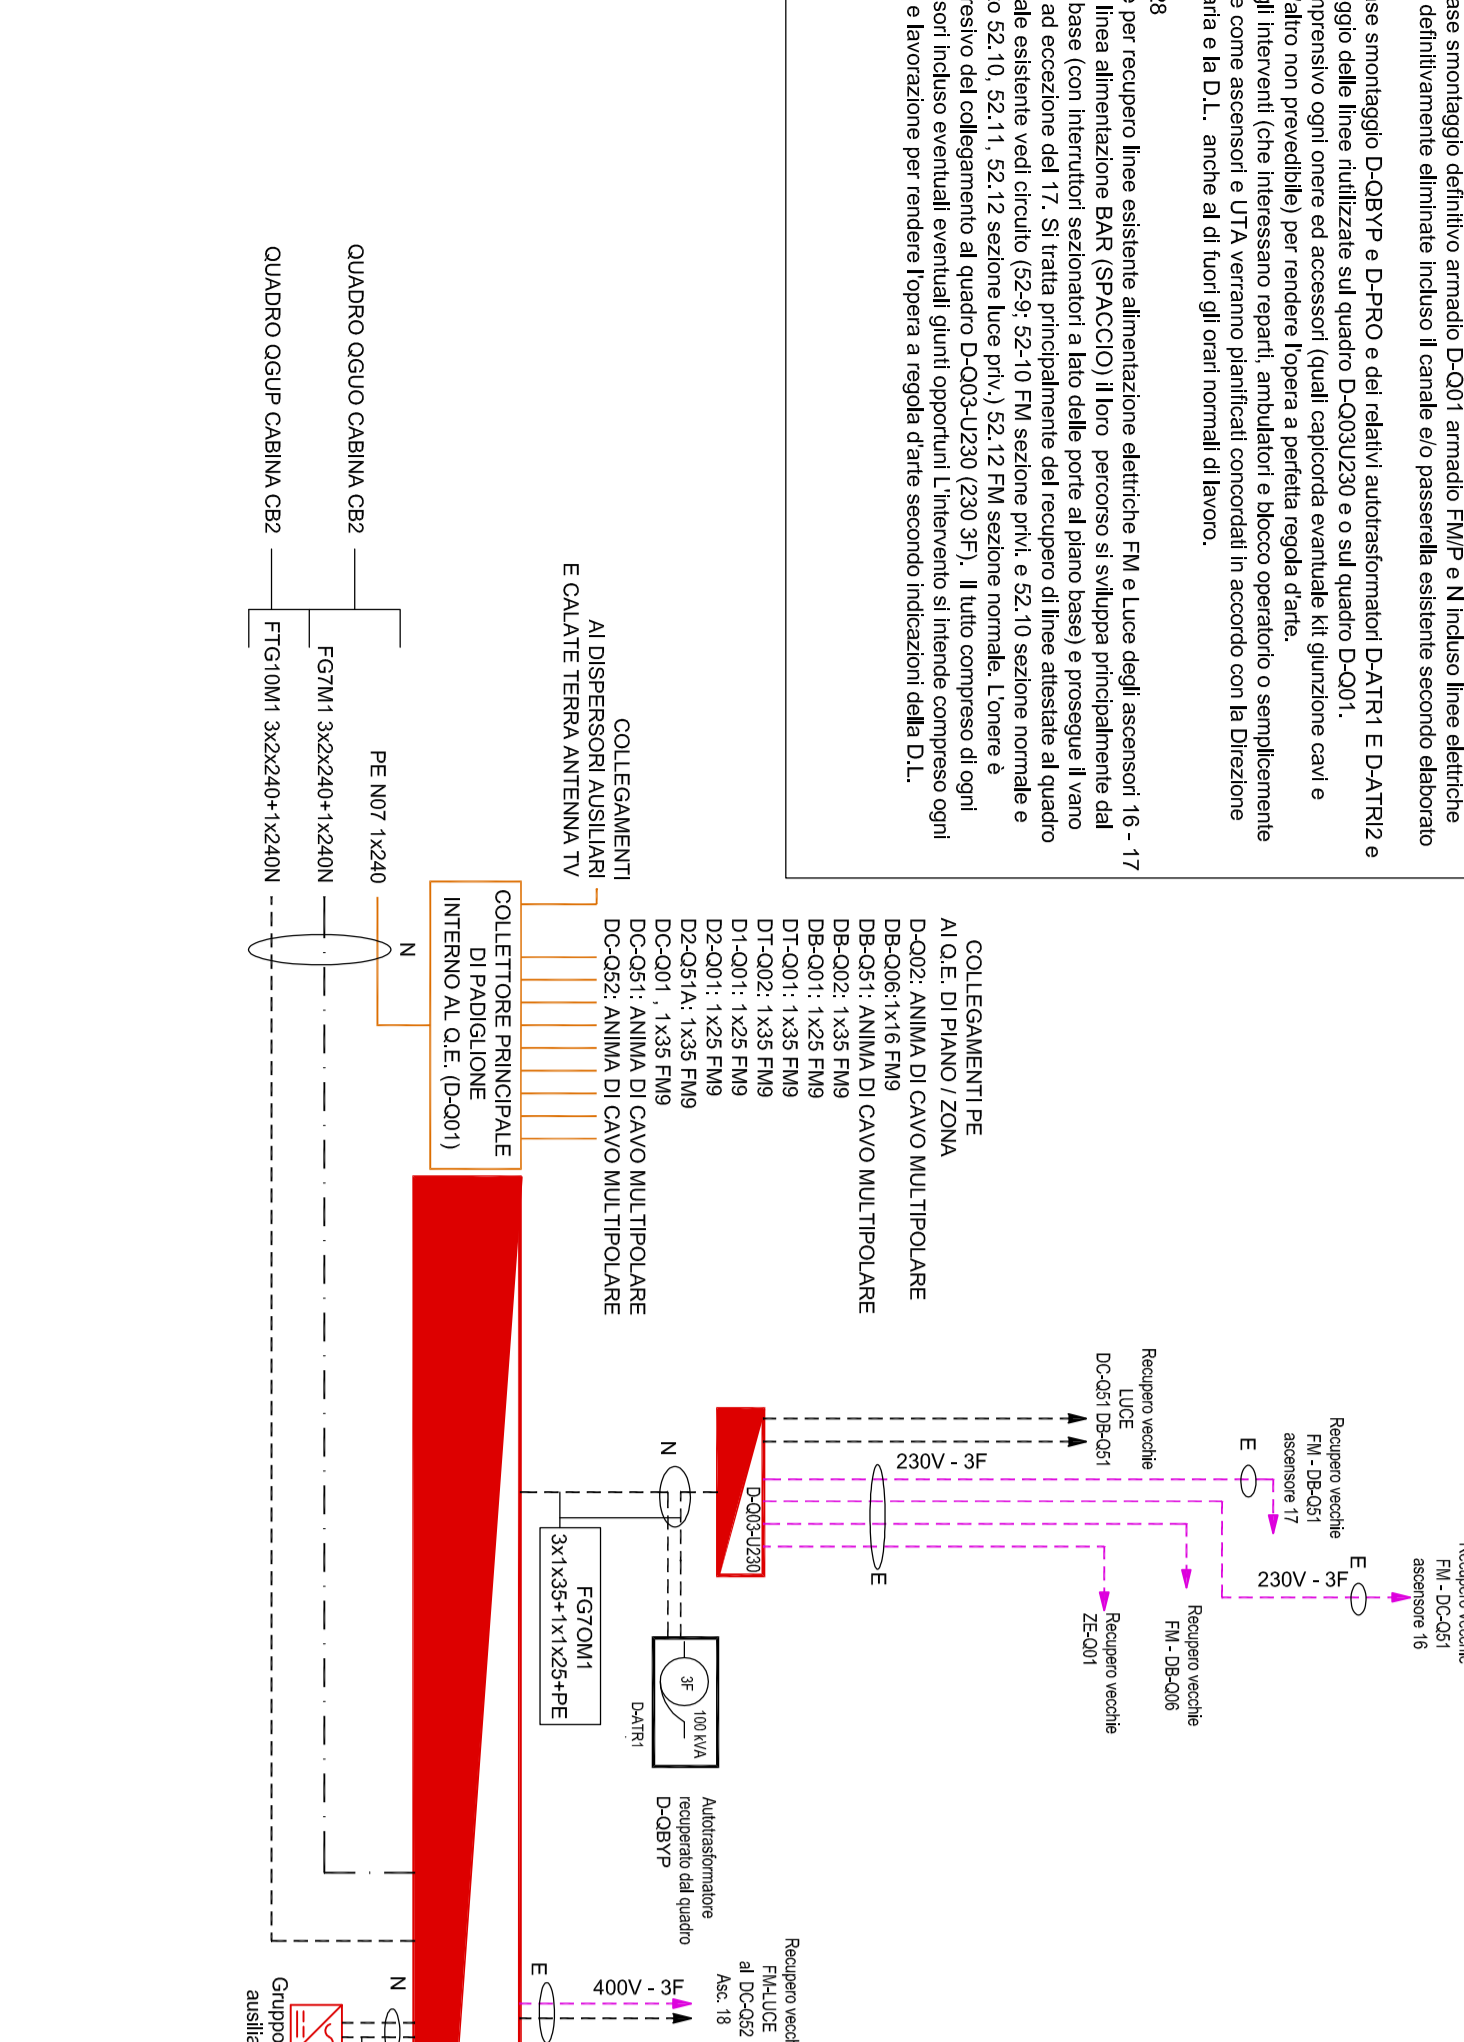 ase smontaggio definitivo armadio D-Q01 armadio FM/P e N incluso linee elettriche
definitivamente eliminate incluso il canale e/o passerella esistente secondo elaborato
se smontaggio D-QBYP e D-PRO e dei relativi autotrasformatori D-ATR1 E D-ATRI2 e
ggio delle linee riutilizzate sul quadro D-Q03U230 e o sul quadro D-Q01.
mprensivo ogni onere ed accessori (quali capicorda evantuale kit giunzione cavi e
'altro non prevedibile) per rendere l'opera a perfetta regola d'arte.
gli interventi (che interessano reparti, ambulatori e blocco operatorio o semplicemente
e come ascensori e UTA verranno pianificati concordati in accordo con la Direzione
aria e la D.L. anche al di fuori gli orari normali di lavoro.
28
e per recupero linee esistente alimentazione elettriche FM e Luce degli ascensori 16 - 17
linea alimentazione BAR (SPACCIO) il loro percorso si sviluppa principalmente dal
base (con interruttori sezionatori a lato delle porte al piano base) e prosegue il vano
ad eccezione del 17. Si tratta principalmente del recupero di linee attestate al quadro
ale esistente vedi circuito (52-9; 52-10 FM sezione privi. e 52.10 sezione normale e
to 52.10, 52.11, 52.12 sezione luce priv.) 52.12 FM sezione normale. L'onere è
resivo del collegamento al quadro D-Q03-U230 (230 3F). Il tutto compreso di ogni
sori incluso eventuali eventuali giunti opportuni L'intervento si intende compreso ogni
e lavorazione per rendere l'opera a regola d'arte secondo indicazioni della D.L.
QUADRO QGUO CABINA CB2
QUADRO QGUP CABINA CB2
PE N07 1x240
FG7M1 3x2x240+1x240N
FTG10M1 3x2x240+1x240N
N
COLLEGAMENTI
AI DISPERSORI AUSILIARI
E CALATE TERRA ANTENNA TV
COLLETTORE PRINCIPALE
DI PADIGLIONE
INTERNO AL Q.E. (D-Q01)
COLLEGAMENTI PE
AI Q.E. DI PIANO / ZONA
D-Q02: ANIMA DI CAVO MULTIPOLARE
DB-Q06:1x16 FM9
DB-Q51: ANIMA DI CAVO MULTIPOLARE
DB-Q02: 1x35 FM9
DB-Q01: 1x25 FM9
DT-Q01: 1x35 FM9
DT-Q02: 1x35 FM9
D1-Q01: 1x25 FM9
D2-Q01: 1x25 FM9
D2-Q51A: 1x35 FM9
DC-Q01 , 1x35 FM9
DC-Q51: ANIMA DI CAVO MULTIPOLARE
DC-Q52: ANIMA DI CAVO MULTIPOLARE
Recupero vecchie
LUCE
DC-Q51 DB-Q51
230V - 3F
E
Recupero vecchie
FM - DB-Q51
ascensore 17
E
Recupero vecchie
FM - DC-Q51
ascensore 16
E
230V - 3F
Recupero vecchie
FM - DB-Q06
Recupero vecchie
ZE-Q01
D-Q03-U230
N
FG7OM1
3x1x35+1x1x25+PE
3F
100 kVA
D-ATR1
Autotrasformatore
recuperato dal quadro
D-QBYP
Recupero vecch
FM-LUCE
al DC-Q52
Asc. 18
400V - 3F
E
N
Gruppo
ausilia